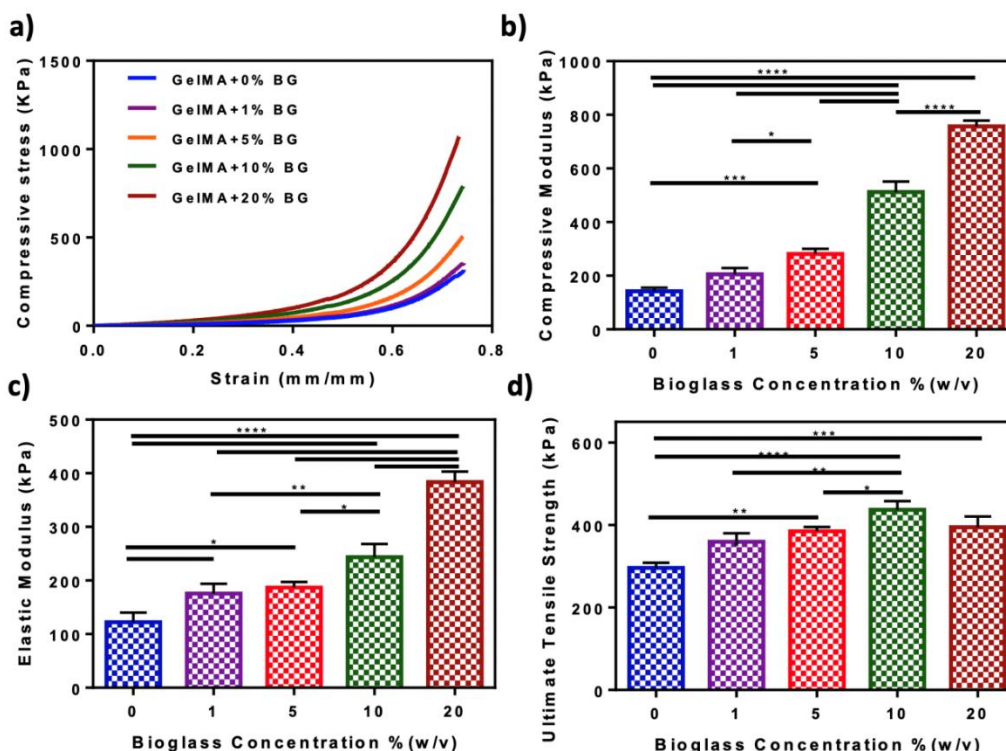 a)
Compressive stress (KPa)
1500
1000
500
0
GelMA+0% BG
GelMA+1% BG
GelMA+5% BG
GelMA+10% BG
GelMA+20% BG
0.0 0.2 0.4 0.6 0.8
Strain (mm/mm)
b)
Compressive Modulus (kPa)
1000
800
600
400
200
0
****
****
*
***
0 1 5 10 20
Bioglass Concentration %(w/v)
c)
Elastic Modulus (kPa)
500
400
300
200
100
0
****
**
*
*
0 1 5 10 20
Bioglass Concentration %(w/v)
d)
Ultimate Tensile Strength (kPa)
600
400
200
0
***
****
**
*
**
0 1 5 10 20
Bioglass Concentration %(w/v)